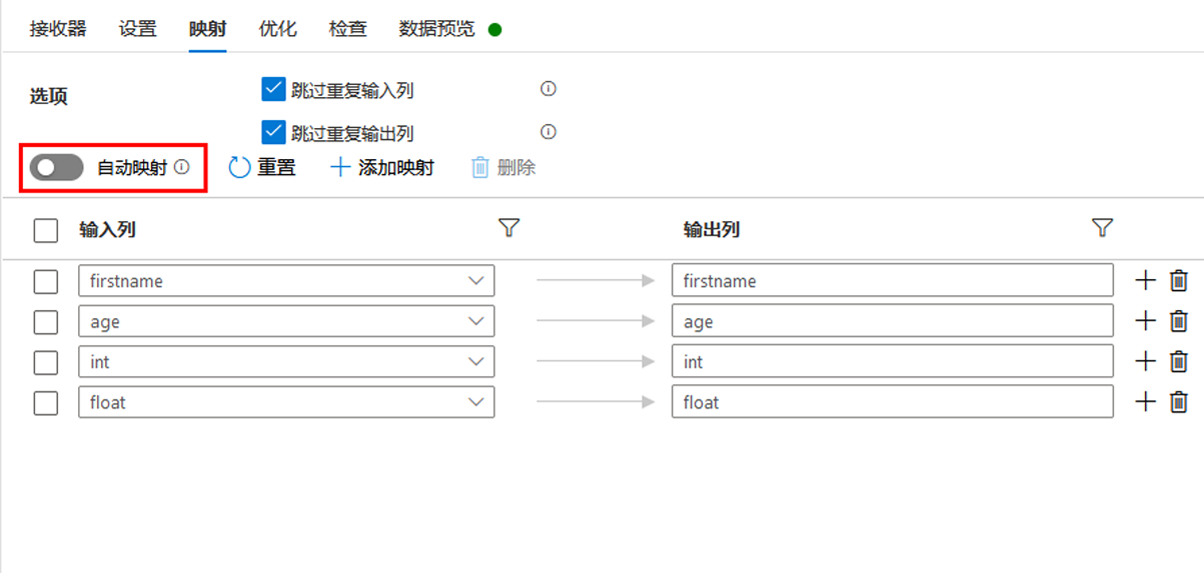 接收器 设置 映射 优化 检查 数据预览
选项 跳过重复输入列
跳过重复输出列
自动映射 重置 添加映射 删除
输入列 输出列
firstname firstname
age age
int int
float float